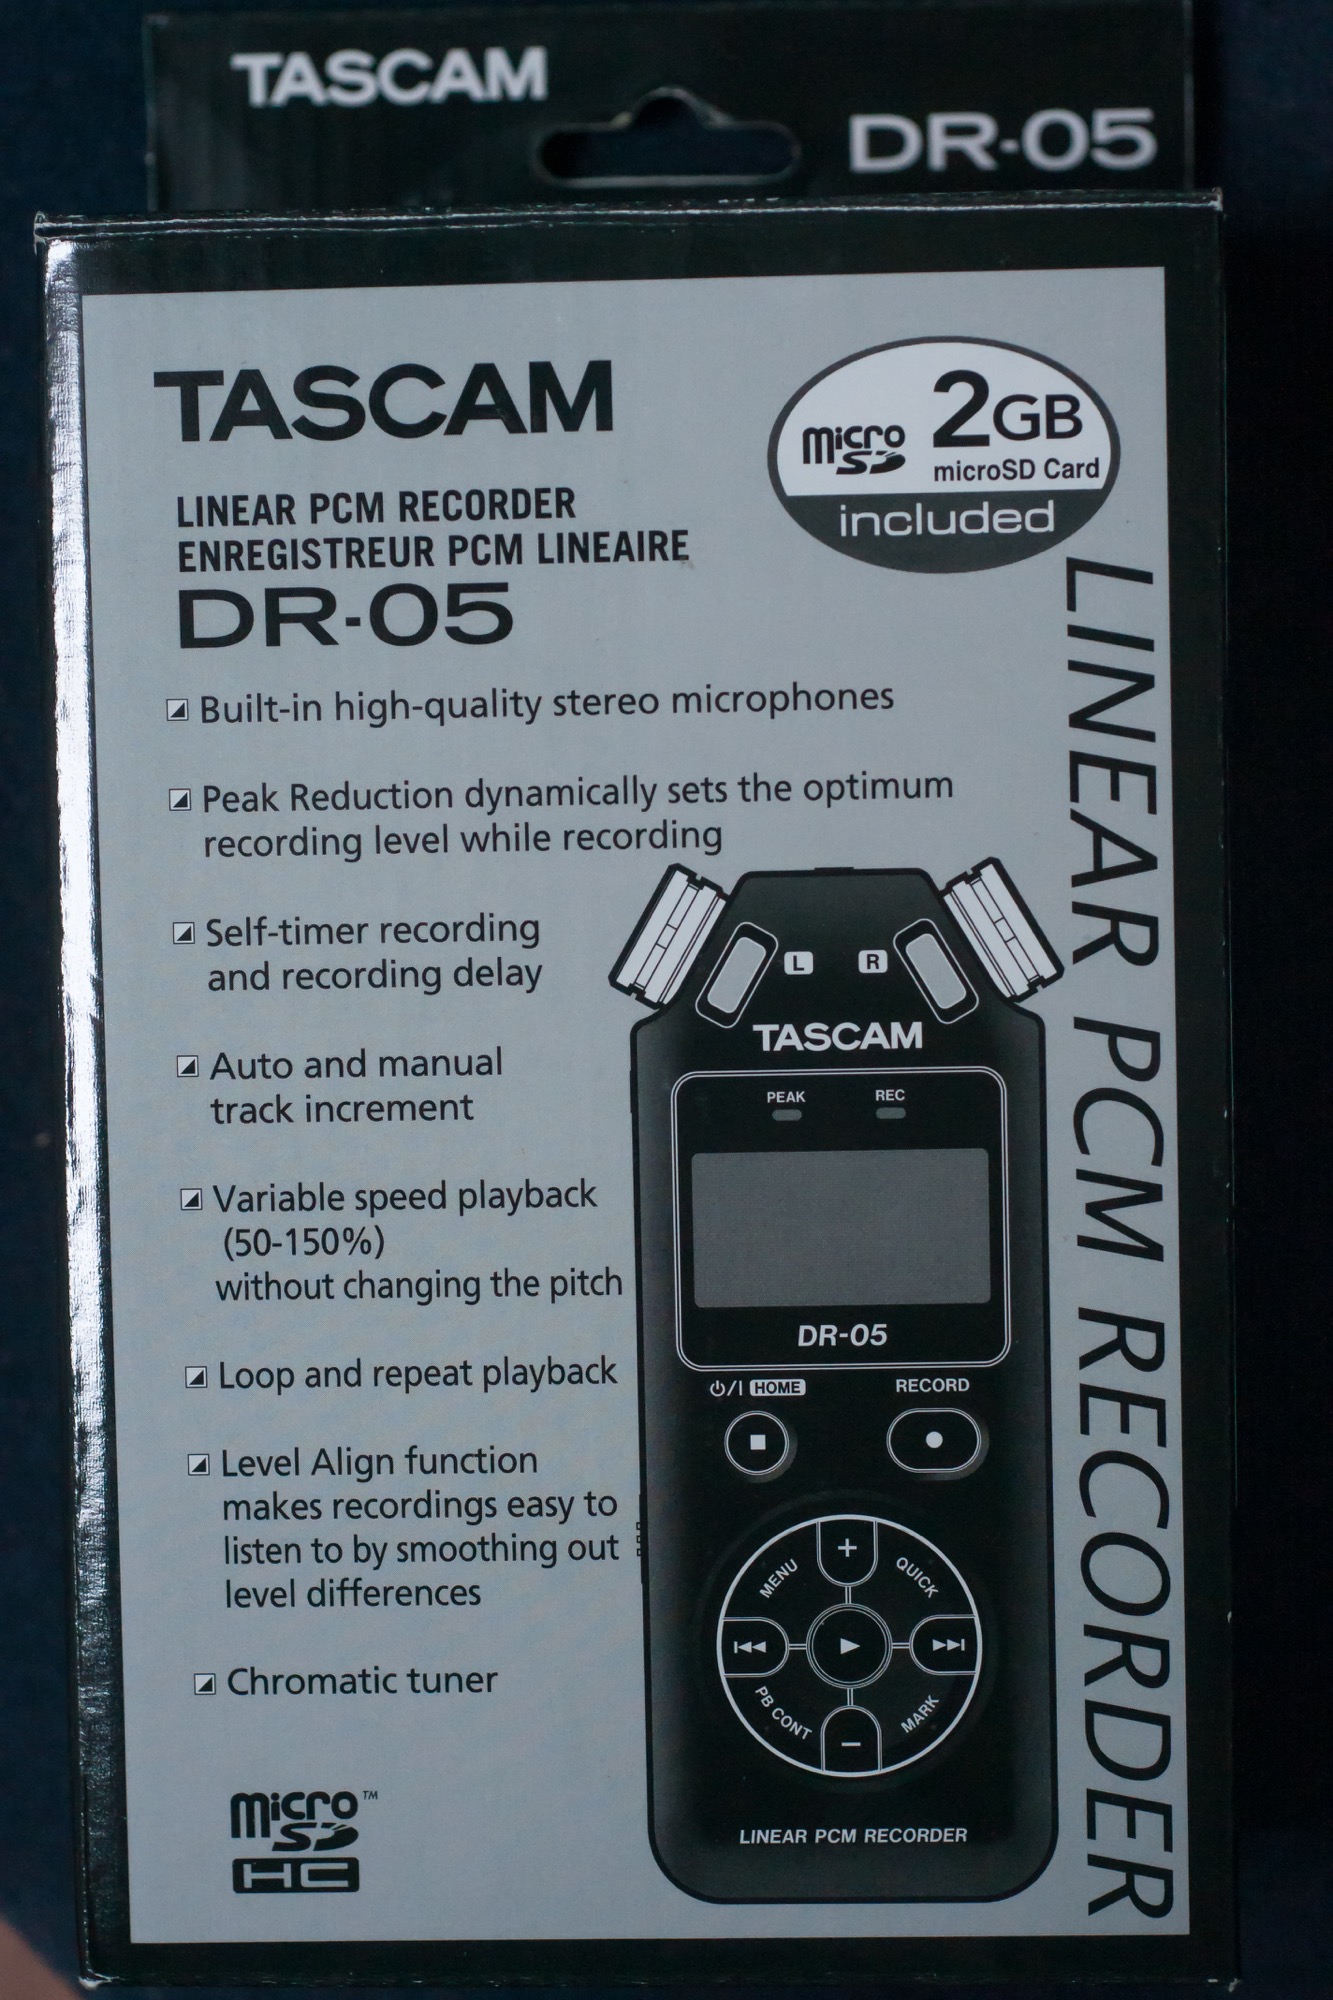 TASCAM
DR-05
TASCAM
micro SD 2GB
microSD Card
included
LINEAR PCM RECORDER
ENREGISTREUR PCM LINEAIRE
DR-05
Built-in high-quality stereo microphones
Peak Reduction dynamically sets the optimum
recording level while recording
Self-timer recording
and recording delay
Auto and manual
track increment
Variable speed playback
(50-150%)
without changing the pitch
Loop and repeat playback
Level Align function
makes recordings easy to
listen to by smoothing out
level differences
Chromatic tuner
micro™
SD
HC
L R
TASCAM
PEAK REC
DR-05
⏻/I HOME RECORD
+
MENU QUICK
PB CONT MARK
−
LINEAR PCM RECORDER
LINEAR PCM RECORDER